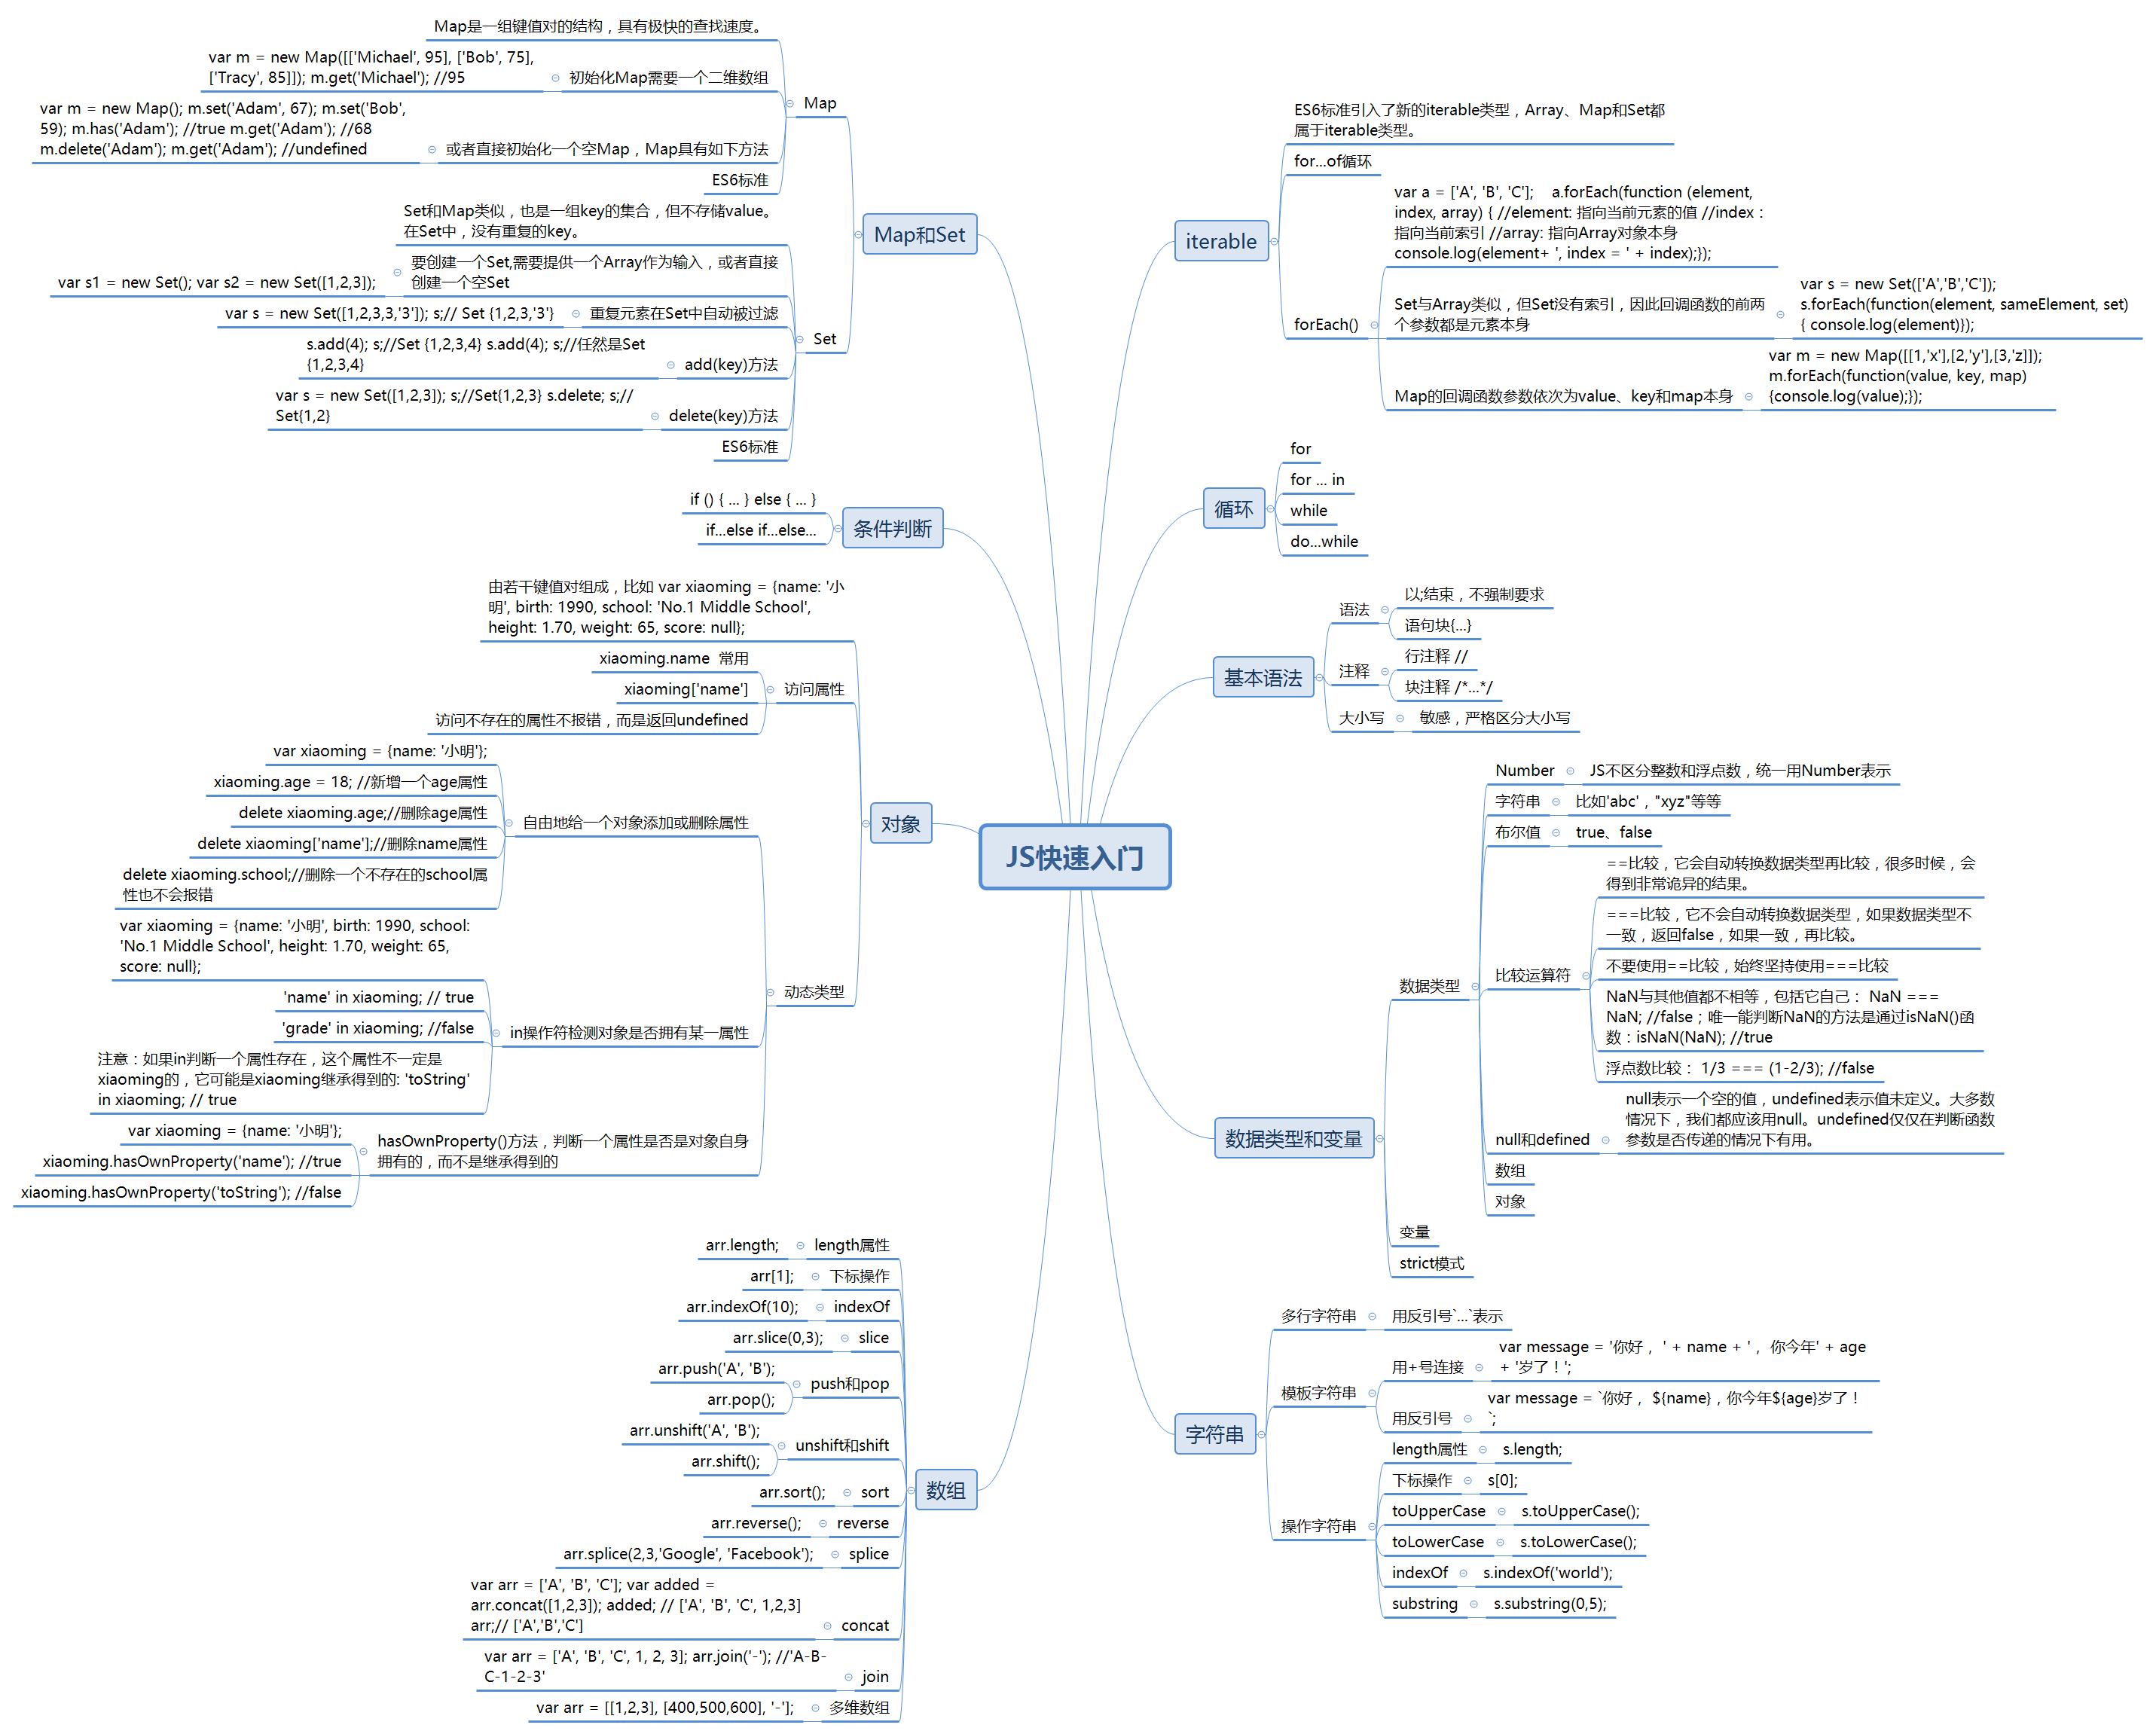 JS快速入门
Map和Set
Map
Map是一组键值对的结构，具有极快的查找速度。
初始化Map需要一个二维数组
var m = new Map([['Michael', 95], ['Bob', 75],
['Tracy', 85]]); m.get('Michael'); //95
或者直接初始化一个空Map，Map具有如下方法
var m = new Map(); m.set('Adam', 67); m.set('Bob',
59); m.has('Adam'); //true m.get('Adam'); //68
m.delete('Adam'); m.get('Adam'); //undefined
ES6标准
Set
Set和Map类似，也是一组key的集合，但不存储value。
在Set中，没有重复的key。
要创建一个Set,需要提供一个Array作为输入，或者直接
创建一个空Set
var s1 = new Set(); var s2 = new Set([1,2,3]);
重复元素在Set中自动被过滤
var s = new Set([1,2,3,3,'3']); s;// Set {1,2,3,'3'}
add(key)方法
s.add(4); s;//Set {1,2,3,4} s.add(4); s;//任然是Set
{1,2,3,4}
delete(key)方法
var s = new Set([1,2,3]); s;//Set{1,2,3} s.delete; s;//
Set{1,2}
ES6标准
条件判断
if () { ... } else { ... }
if...else if...else...
对象
由若干键值对组成，比如 var xiaoming = {name: '小
明', birth: 1990, school: 'No.1 Middle School',
height: 1.70, weight: 65, score: null};
访问属性
xiaoming.name 常用
xiaoming['name']
访问不存在的属性不报错，而是返回undefined
动态类型
自由地给一个对象添加或删除属性
var xiaoming = {name: '小明'};
xiaoming.age = 18; //新增一个age属性
delete xiaoming.age;//删除age属性
delete xiaoming['name'];//删除name属性
delete xiaoming.school;//删除一个不存在的school属
性也不会报错
in操作符检测对象是否拥有某一属性
var xiaoming = {name: '小明', birth: 1990, school:
'No.1 Middle School', height: 1.70, weight: 65,
score: null};
'name' in xiaoming; // true
'grade' in xiaoming; //false
注意：如果in判断一个属性存在，这个属性不一定是
xiaoming的，它可能是xiaoming继承得到的: 'toString'
in xiaoming; // true
hasOwnProperty()方法，判断一个属性是否是对象自身
拥有的，而不是继承得到的
var xiaoming = {name: '小明'};
xiaoming.hasOwnProperty('name'); //true
xiaoming.hasOwnProperty('toString'); //false
数组
length属性
arr.length;
下标操作
arr[1];
indexOf
arr.indexOf(10);
slice
arr.slice(0,3);
push和pop
arr.push('A', 'B');
arr.pop();
unshift和shift
arr.unshift('A', 'B');
arr.shift();
sort
arr.sort();
reverse
arr.reverse();
splice
arr.splice(2,3,'Google', 'Facebook');
concat
var arr = ['A', 'B', 'C']; var added =
arr.concat([1,2,3]); added; // ['A', 'B', 'C', 1,2,3]
arr;// ['A','B','C']
join
var arr = ['A', 'B', 'C', 1, 2, 3]; arr.join('-'); //'A-B-
C-1-2-3'
多维数组
var arr = [[1,2,3], [400,500,600], '-'];
iterable
ES6标准引入了新的iterable类型，Array、Map和Set都
属于iterable类型。
for...of循环
forEach()
var a = ['A', 'B', 'C']; a.forEach(function (element,
index, array) { //element: 指向当前元素的值 //index：
指向当前索引 //array: 指向Array对象本身
console.log(element+ ', index = ' + index);});
Set与Array类似，但Set没有索引，因此回调函数的前两
个参数都是元素本身
var s = new Set(['A','B','C']);
s.forEach(function(element, sameElement, set)
{ console.log(element)});
Map的回调函数参数依次为value、key和map本身
var m = new Map([[1,'x'],[2,'y'],[3,'z]]);
m.forEach(function(value, key, map)
{console.log(value);});
循环
for
for ... in
while
do...while
基本语法
语法
以;结束，不强制要求
语句块{...}
注释
行注释 //
块注释 /*...*/
大小写
敏感，严格区分大小写
数据类型和变量
数据类型
Number
JS不区分整数和浮点数，统一用Number表示
字符串
比如'abc'，"xyz"等等
布尔值
true、false
比较运算符
==比较，它会自动转换数据类型再比较，很多时候，会
得到非常诡异的结果。
===比较，它不会自动转换数据类型，如果数据类型不
一致，返回false，如果一致，再比较。
不要使用==比较，始终坚持使用===比较
NaN与其他值都不相等，包括它自己： NaN ===
NaN; //false；唯一能判断NaN的方法是通过isNaN()函
数：isNaN(NaN); //true
浮点数比较： 1/3 === (1-2/3); //false
null和defined
null表示一个空的值，undefined表示值未定义。大多数
情况下，我们都应该用null。undefined仅仅在判断函数
参数是否传递的情况下有用。
数组
对象
变量
strict模式
字符串
多行字符串
用反引号`...`表示
模板字符串
用+号连接
var message = '你好， ' + name + '， 你今年' + age
+ '岁了！';
用反引号
var message = `你好， ${name}，你今年${age}岁了！
`;
操作字符串
length属性
s.length;
下标操作
s[0];
toUpperCase
s.toUpperCase();
toLowerCase
s.toLowerCase();
indexOf
s.indexOf('world');
substring
s.substring(0,5);